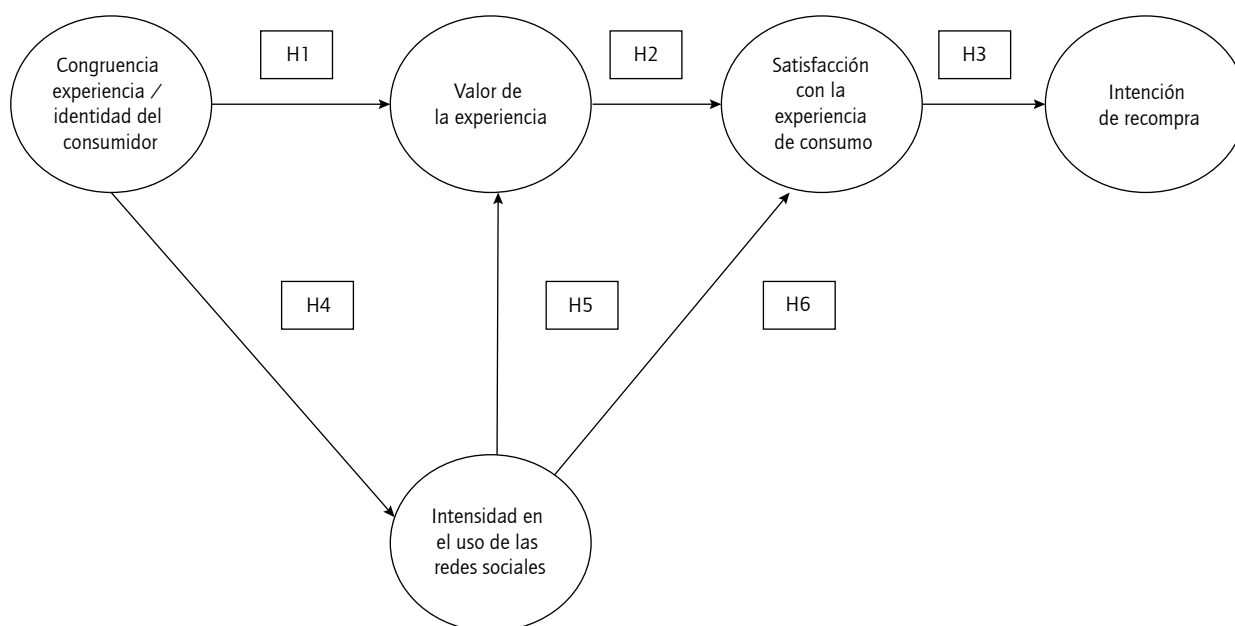 H1
H2
H3
Congruencia
experiencia /
identidad del
consumidor
Valor de
la experiencia
Satisfacción
con la
experiencia
de consumo
Intención
de recompra
H4
H5
H6
Intensidad en
el uso de las
redes sociales